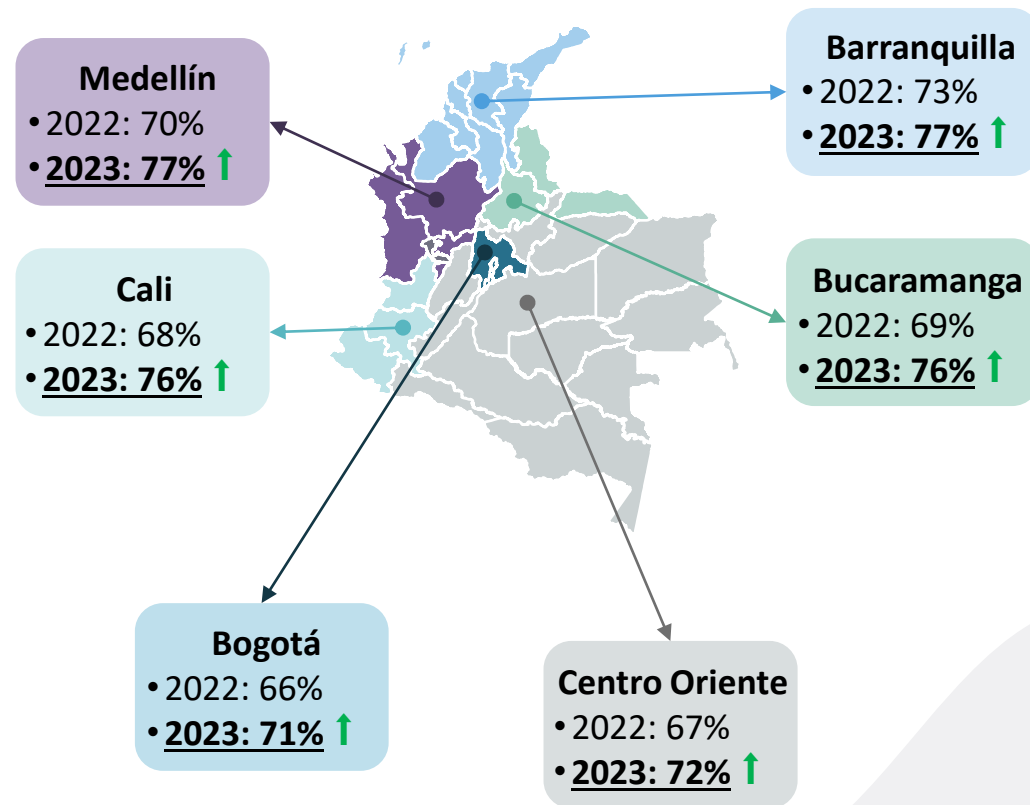 Medellín
• 2022: 70%
• 2023: 77%
Barranquilla
• 2022: 73%
• 2023: 77%
Cali
• 2022: 68%
• 2023: 76%
Bucaramanga
• 2022: 69%
• 2023: 76%
Bogotá
• 2022: 66%
• 2023: 71%
Centro Oriente
• 2022: 67%
• 2023: 72%